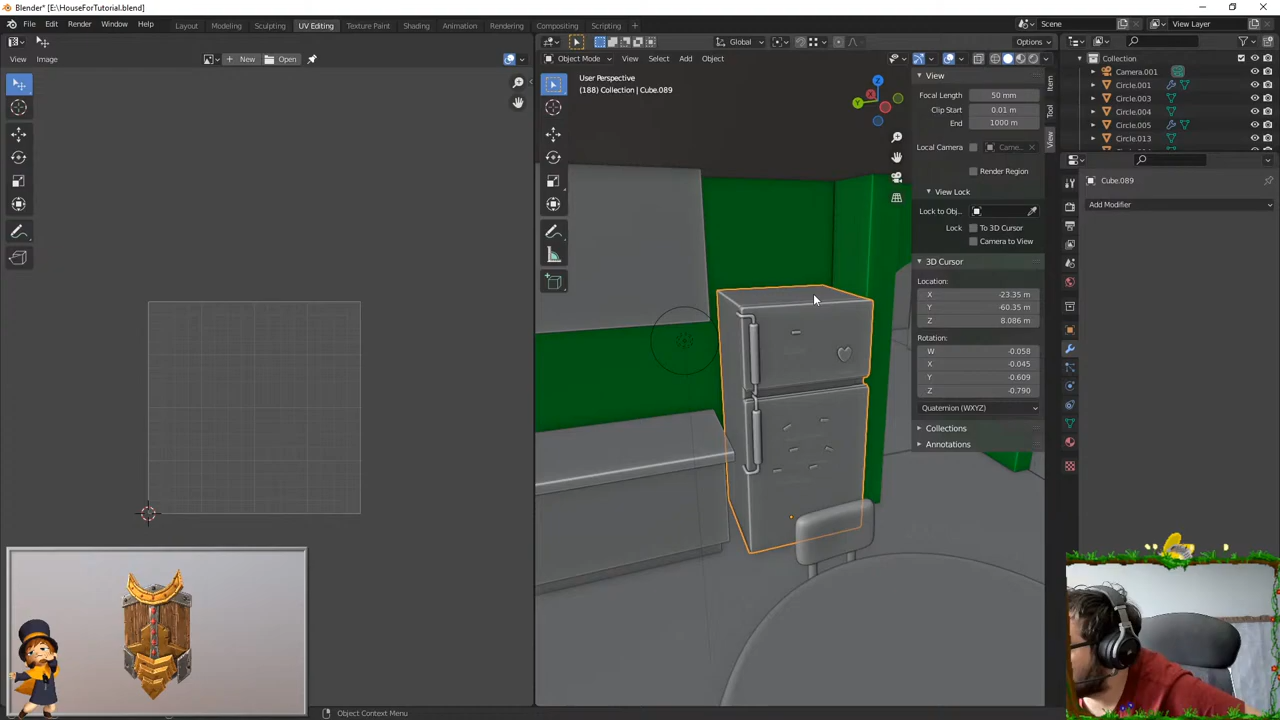 Blender* [E:\HouseForTutorial.blend]
File Edit Render Window Help Layout Modeling Sculpting UV Editing Texture Paint Shading Animation Rendering Compositing Scripting Scene View Layer
Global Options
View Image New Open Object Mode View Select Add Object
User Perspective
(188) Collection | Cube.089
View
Focal Length 50 mm
Clip Start 0.01 m
End 1000 m
Local Camera Came...
Render Region
View Lock
Lock to Obj...
Lock To 3D Cursor
Camera to View
3D Cursor
Location:
X -23.35 m
Y -60.35 m
Z 8.086 m
Rotation:
W -0.058
X -0.045
Y -0.609
Z -0.790
Quaternion (WXYZ)
Collections
Annotations
Item
Tool
View
Collection
Camera.001
Circle.001
Circle.003
Circle.004
Circle.005
Circle.013
Cube.089
Add Modifier
Object Context Menu